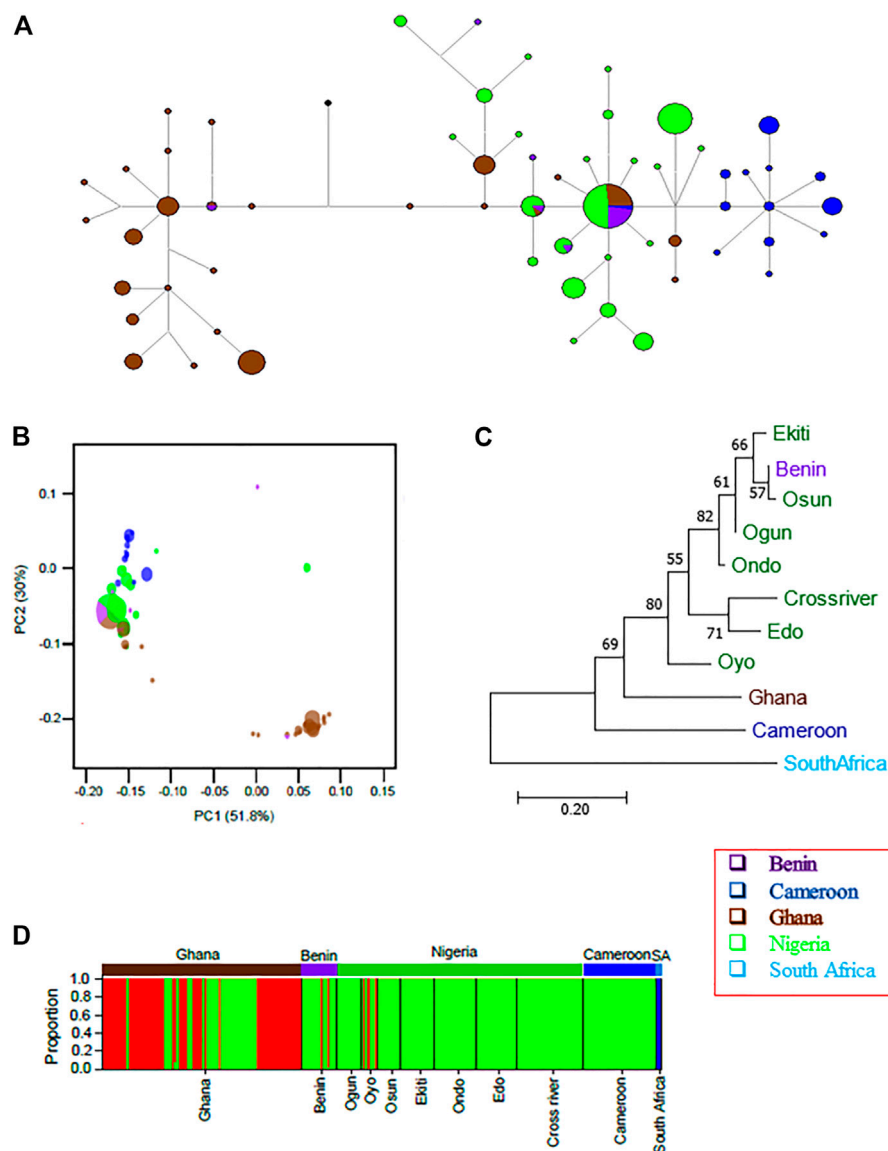 A
B
C
PC2 (30%)
0.1
0.0
-0.1
-0.2
-0.20
-0.15
-0.10
-0.05
0.00
0.05
0.10
0.15
PC1 (51.8%)
Ekiti
Benin
Osun
Ogun
Ondo
Crossriver
Edo
Oyo
Ghana
Cameroon
SouthAfrica
66
57
61
82
55
71
80
69
0.20
Benin
Cameroon
Ghana
Nigeria
South Africa
D
Ghana
Benin
Nigeria
Cameroon
SA
Proportion
1.0
0.8
0.6
0.4
0.2
0.0
Ghana
Benin
Ogun
Oyo
Osun
Ekiti
Ondo
Edo
Cross river
Cameroon
South Africa